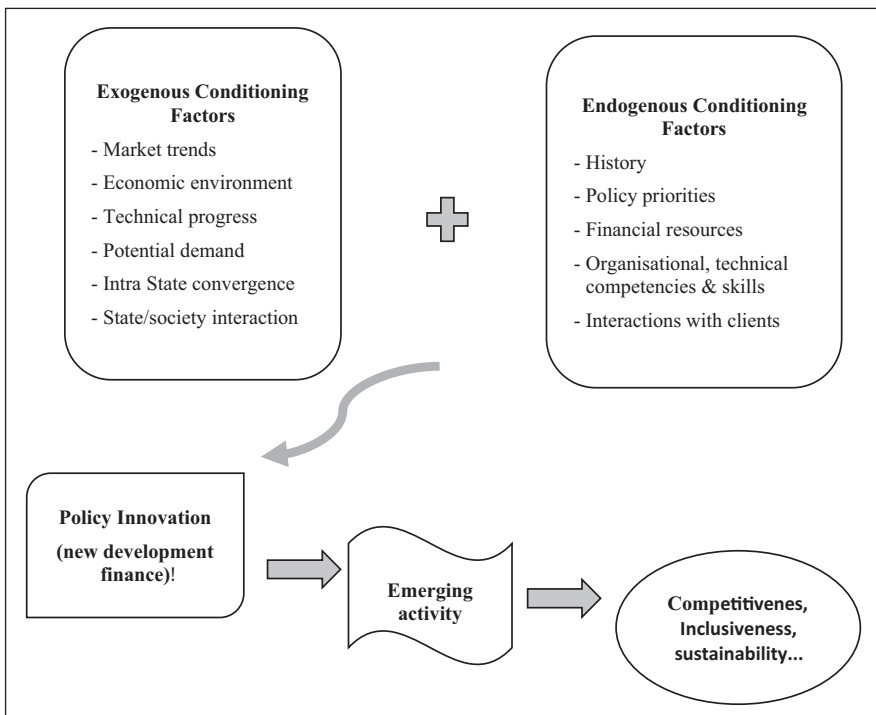 Exogenous Conditioning
Factors
- Market trends
- Economic environment
- Technical progress
- Potential demand
- Intra State convergence
- State/society interaction
Endogenous Conditioning
Factors
- History
- Policy priorities
- Financial resources
- Organisational, technical
competencies & skills
- Interactions with clients
Policy Innovation
(new development
finance)!
Emerging
activity
Competitivenes,
Inclusiveness,
sustainability...